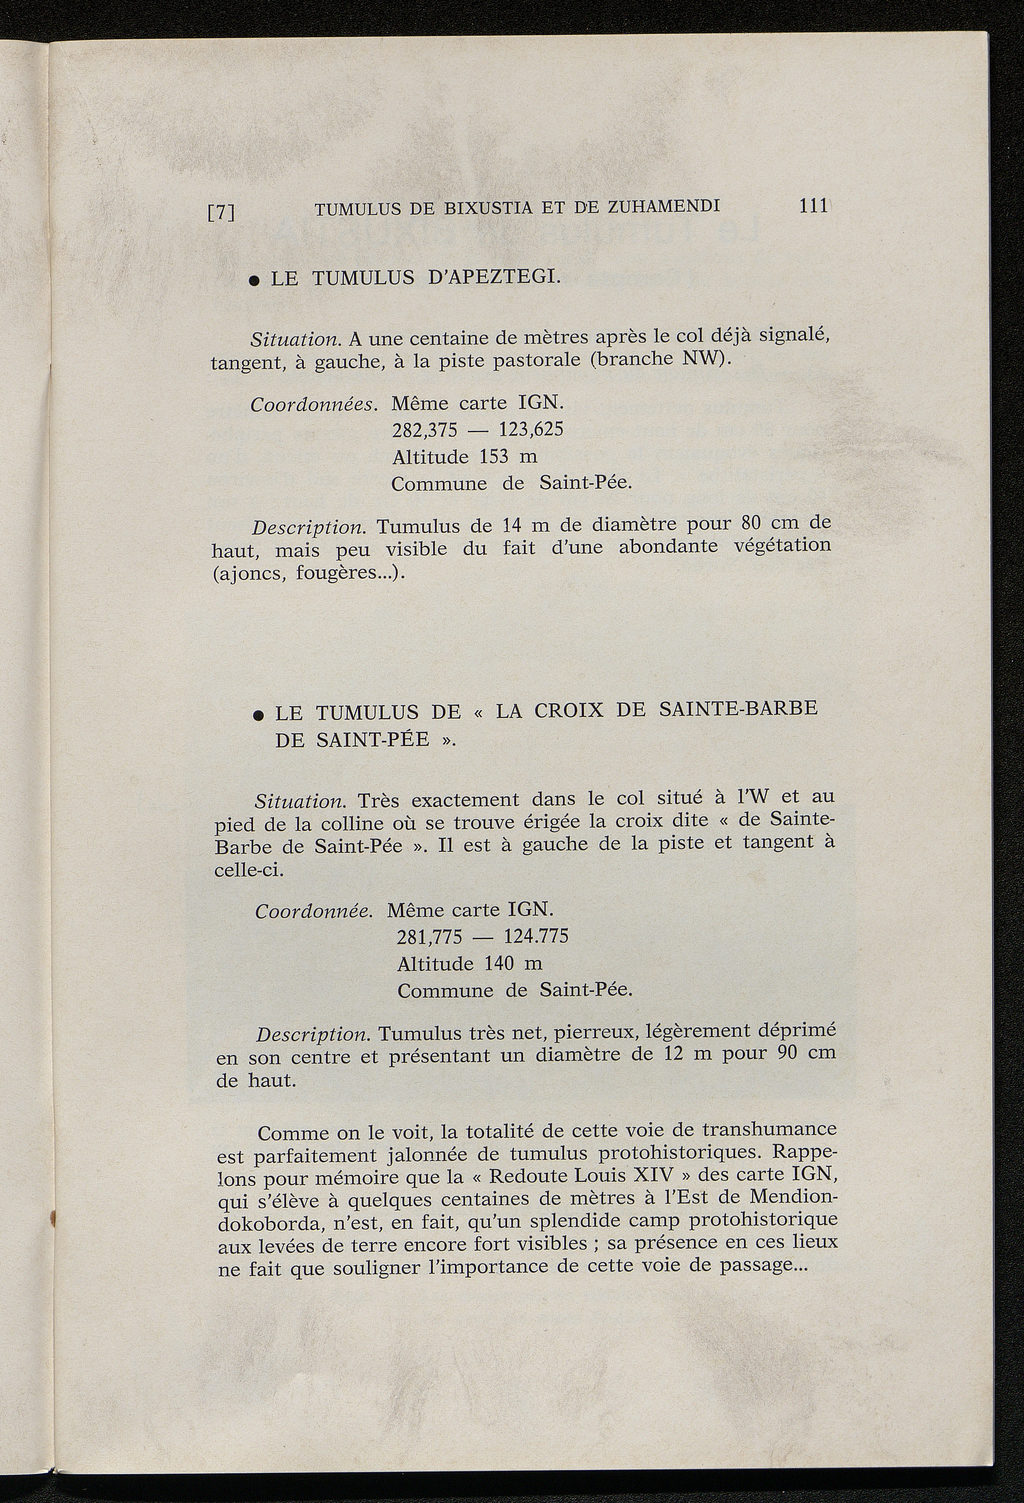 [7] TUMULUS DE BIXUSTIA ET DE ZUHAMENDI 111
• LE TUMULUS D'APEZTEGI.
Situation. A une centaine de mètres après le col déjà signalé,
tangent, à gauche, à la piste pastorale (branche NW).
Coordonnées. Même carte IGN.
282,375 — 123,625
Altitude 153 m
Commune de Saint-Pée.
Description. Tumulus de 14 m de diamètre pour 80 cm de
haut, mais peu visible du fait d'une abondante végétation
(ajoncs, fougères...).
• LE TUMULUS DE « LA CROIX DE SAINTE-BARBE
DE SAINT-PÉE ».
Situation. Très exactement dans le col situé à l'W et au
pied de la colline où se trouve érigée la croix dite « de Sainte-
Barbe de Saint-Pée ». Il est à gauche de la piste et tangent à
celle-ci.
Coordonnée. Même carte IGN.
281,775 — 124.775
Altitude 140 m
Commune de Saint-Pée.
Description. Tumulus très net, pierreux, légèrement déprimé
en son centre et présentant un diamètre de 12 m pour 90 cm
de haut.
Comme on le voit, la totalité de cette voie de transhumance
est parfaitement jalonnée de tumulus protohistoriques. Rappe-
lons pour mémoire que la « Redoute Louis XIV » des carte IGN,
qui s'élève à quelques centaines de mètres à l'Est de Mendion-
dokoborda, n'est, en fait, qu'un splendide camp protohistorique
aux levées de terre encore fort visibles ; sa présence en ces lieux
ne fait que souligner l'importance de cette voie de passage...